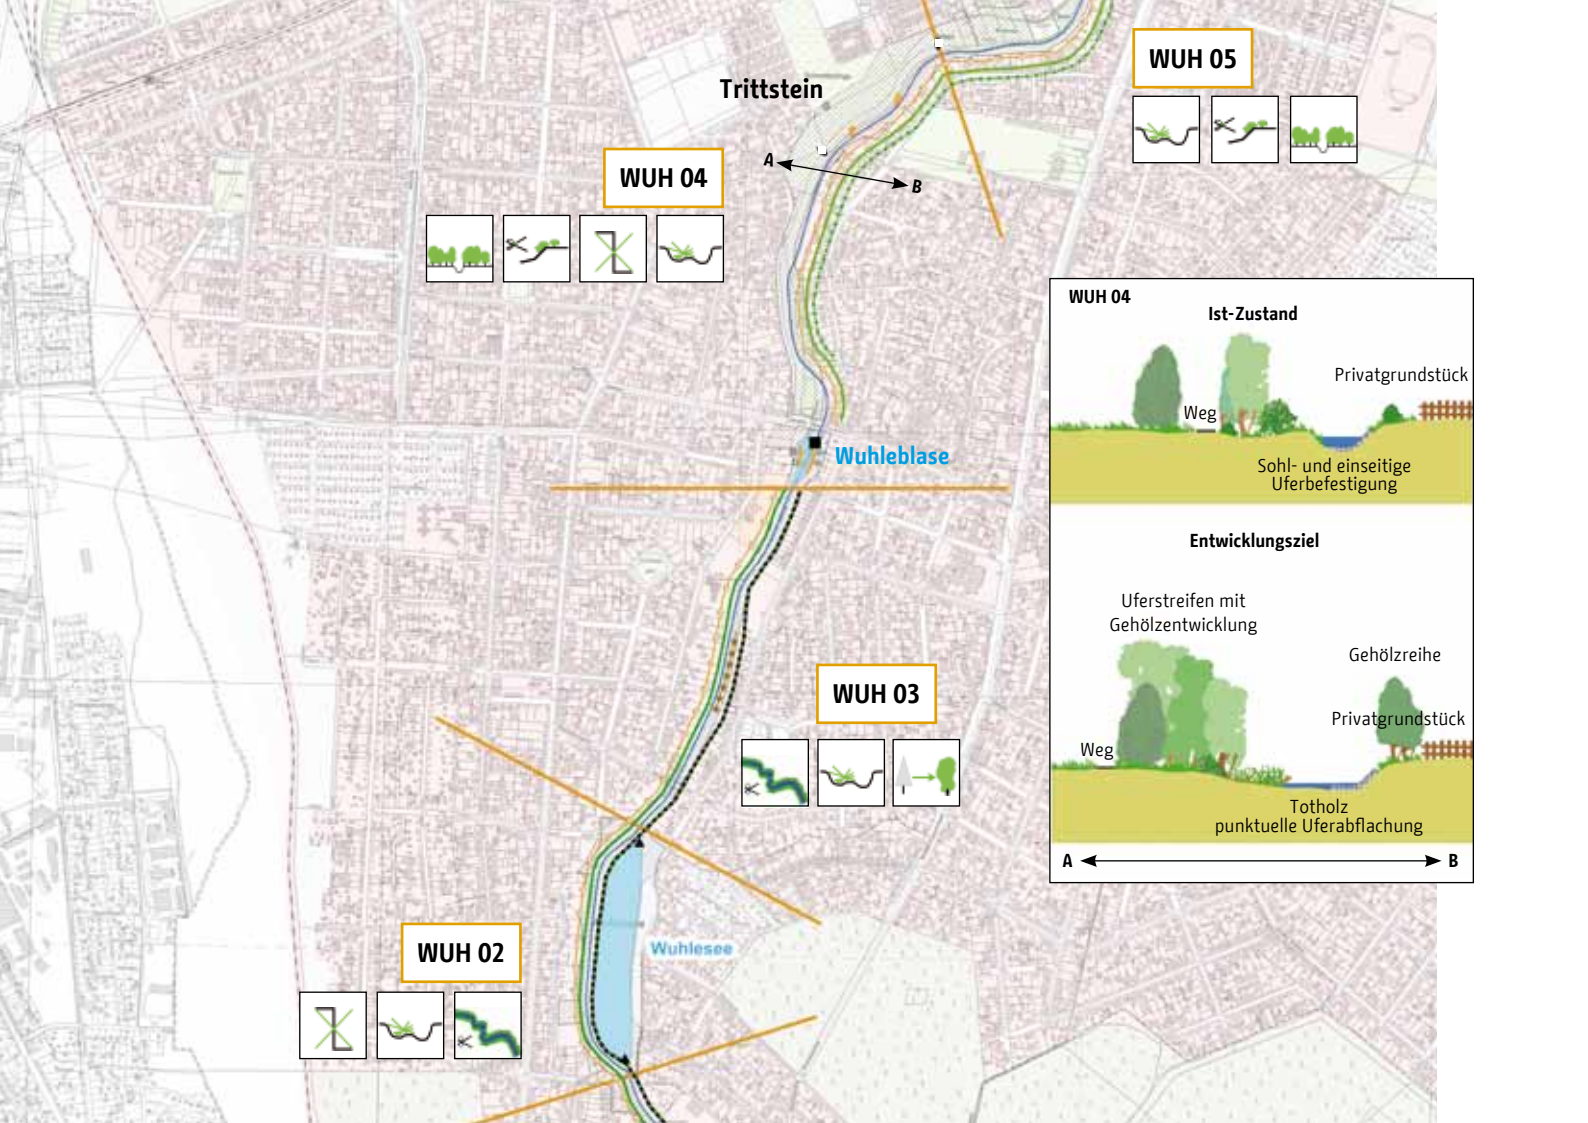 WUH 05
Trittstein
A
B
WUH 04
WUH 04
Ist-Zustand
Privatgrundstück
Weg
Sohl- und einseitige
Uferbefestigung
Entwicklungsziel
Uferstreifen mit
Gehölzentwicklung
Gehölzreihe
Privatgrundstück
Weg
Totholz
punktuelle Uferabflachung
A
B
Wuhleblase
WUH 03
WUH 02
Wuhlesee